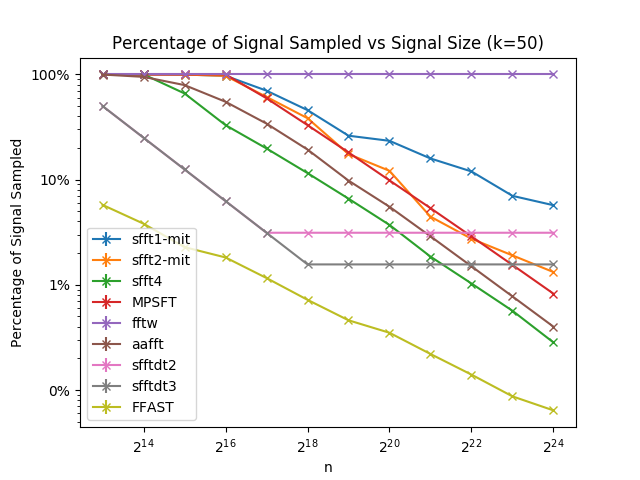 Percentage of Signal Sampled vs Signal Size (k=50)
Percentage of Signal Sampled
100%
10%
1%
0%
sfft1-mit
sfft2-mit
sfft4
MPSFT
fftw
aafft
sfftdt2
sfftdt3
FFAST
2^14 2^16 2^18 2^20 2^22 2^24
n